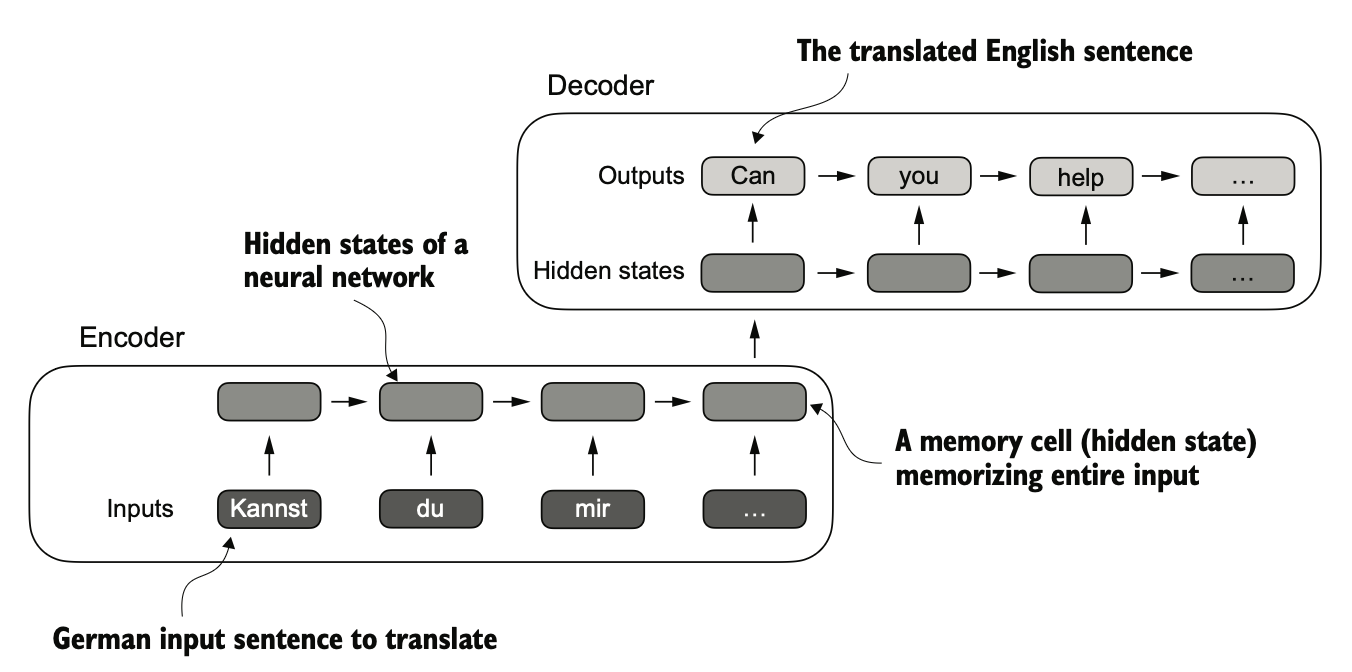 The translated English sentence
Decoder
Outputs Can you help ...
Hidden states of a
neural network
Hidden states ...
Encoder
A memory cell (hidden state)
memorizing entire input
Inputs Kannst du mir ...
German input sentence to translate